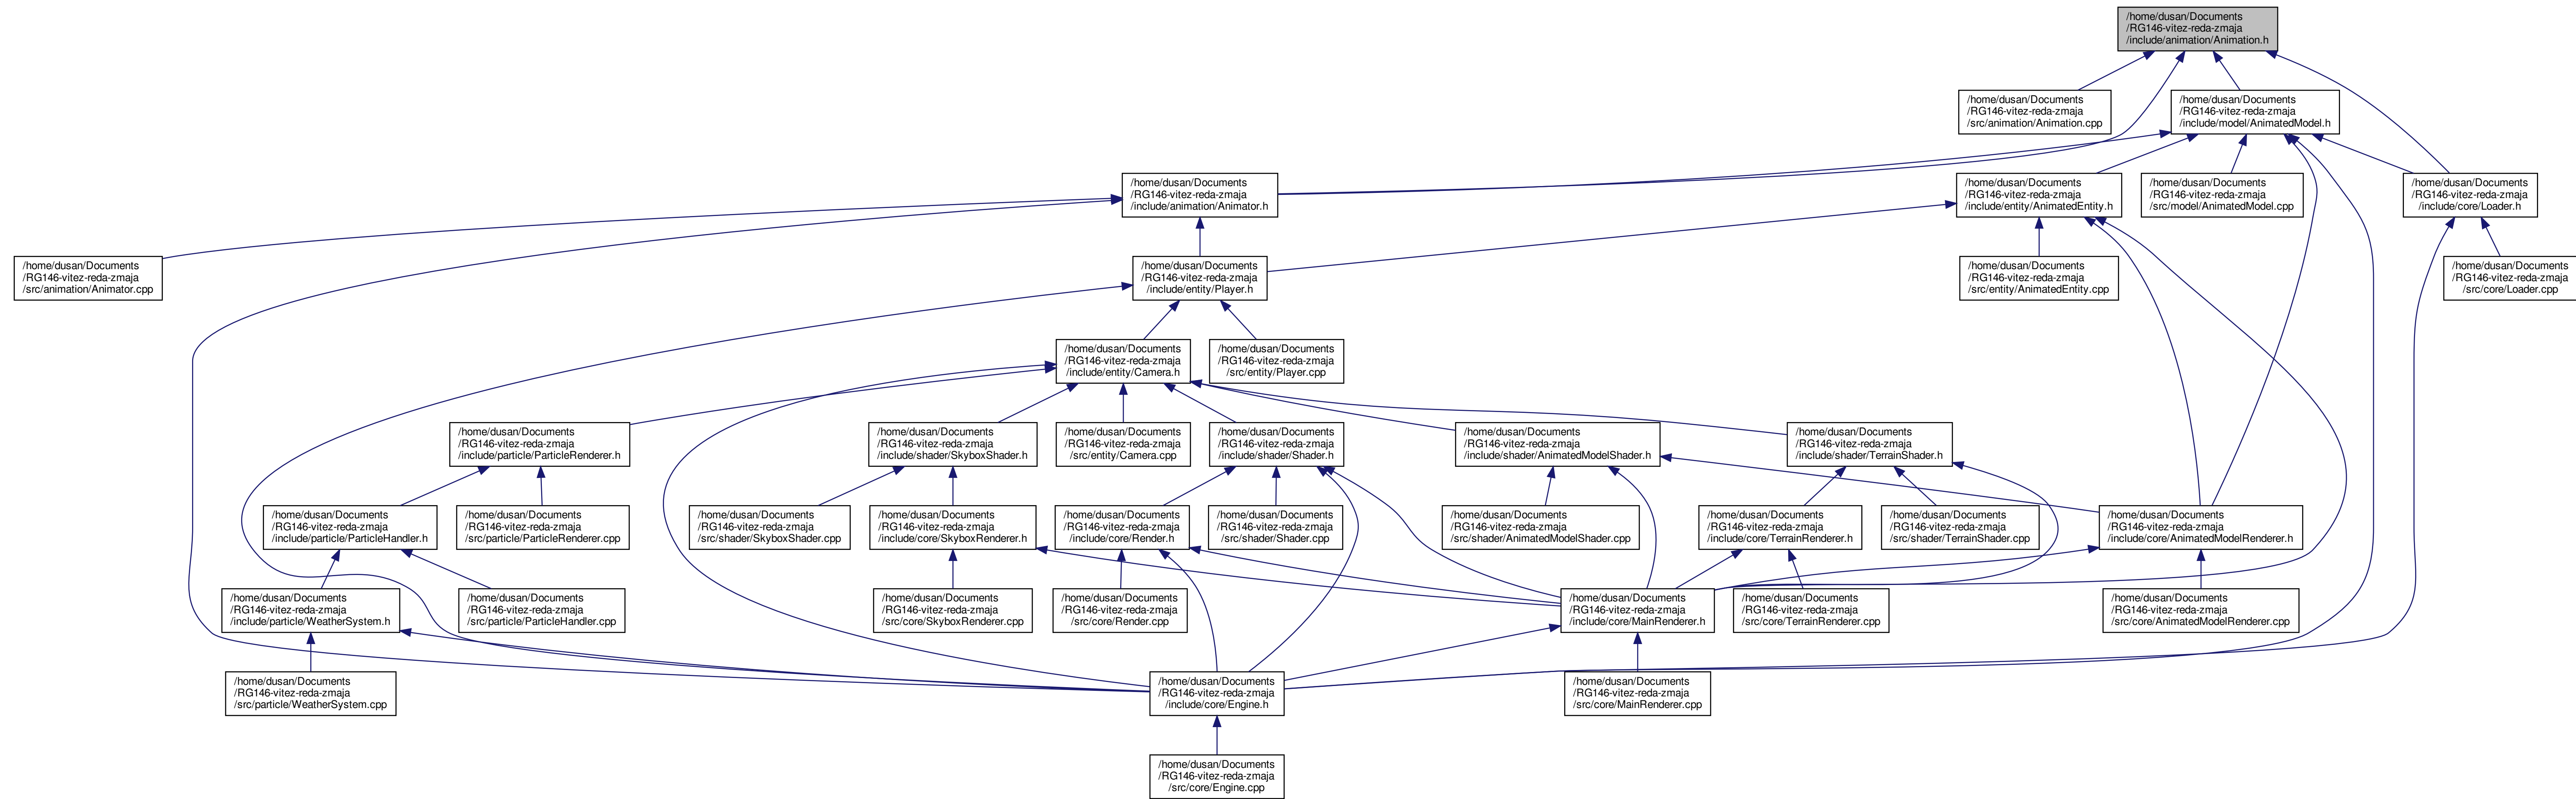 /home/dusan/Documents
/RG146-vitez-reda-zmaja
/include/animation/Animation.h
/home/dusan/Documents
/RG146-vitez-reda-zmaja
/src/animation/Animation.cpp
/home/dusan/Documents
/RG146-vitez-reda-zmaja
/include/model/AnimatedModel.h
/home/dusan/Documents
/RG146-vitez-reda-zmaja
/include/animation/Animator.h
/home/dusan/Documents
/RG146-vitez-reda-zmaja
/include/entity/AnimatedEntity.h
/home/dusan/Documents
/RG146-vitez-reda-zmaja
/src/model/AnimatedModel.cpp
/home/dusan/Documents
/RG146-vitez-reda-zmaja
/include/core/Loader.h
/home/dusan/Documents
/RG146-vitez-reda-zmaja
/src/animation/Animator.cpp
/home/dusan/Documents
/RG146-vitez-reda-zmaja
/include/entity/Player.h
/home/dusan/Documents
/RG146-vitez-reda-zmaja
/src/entity/AnimatedEntity.cpp
/home/dusan/Documents
/RG146-vitez-reda-zmaja
/src/core/Loader.cpp
/home/dusan/Documents
/RG146-vitez-reda-zmaja
/include/entity/Camera.h
/home/dusan/Documents
/RG146-vitez-reda-zmaja
/src/entity/Player.cpp
/home/dusan/Documents
/RG146-vitez-reda-zmaja
/include/particle/ParticleRenderer.h
/home/dusan/Documents
/RG146-vitez-reda-zmaja
/include/shader/SkyboxShader.h
/home/dusan/Documents
/RG146-vitez-reda-zmaja
/src/entity/Camera.cpp
/home/dusan/Documents
/RG146-vitez-reda-zmaja
/include/shader/Shader.h
/home/dusan/Documents
/RG146-vitez-reda-zmaja
/include/shader/AnimatedModelShader.h
/home/dusan/Documents
/RG146-vitez-reda-zmaja
/include/shader/TerrainShader.h
/home/dusan/Documents
/RG146-vitez-reda-zmaja
/include/particle/ParticleHandler.h
/home/dusan/Documents
/RG146-vitez-reda-zmaja
/src/particle/ParticleRenderer.cpp
/home/dusan/Documents
/RG146-vitez-reda-zmaja
/src/shader/SkyboxShader.cpp
/home/dusan/Documents
/RG146-vitez-reda-zmaja
/include/core/SkyboxRenderer.h
/home/dusan/Documents
/RG146-vitez-reda-zmaja
/include/core/Render.h
/home/dusan/Documents
/RG146-vitez-reda-zmaja
/src/shader/Shader.cpp
/home/dusan/Documents
/RG146-vitez-reda-zmaja
/src/shader/AnimatedModelShader.cpp
/home/dusan/Documents
/RG146-vitez-reda-zmaja
/include/core/TerrainRenderer.h
/home/dusan/Documents
/RG146-vitez-reda-zmaja
/src/shader/TerrainShader.cpp
/home/dusan/Documents
/RG146-vitez-reda-zmaja
/include/core/AnimatedModelRenderer.h
/home/dusan/Documents
/RG146-vitez-reda-zmaja
/include/particle/WeatherSystem.h
/home/dusan/Documents
/RG146-vitez-reda-zmaja
/src/particle/ParticleHandler.cpp
/home/dusan/Documents
/RG146-vitez-reda-zmaja
/src/core/SkyboxRenderer.cpp
/home/dusan/Documents
/RG146-vitez-reda-zmaja
/src/core/Render.cpp
/home/dusan/Documents
/RG146-vitez-reda-zmaja
/include/core/MainRenderer.h
/home/dusan/Documents
/RG146-vitez-reda-zmaja
/src/core/TerrainRenderer.cpp
/home/dusan/Documents
/RG146-vitez-reda-zmaja
/src/core/AnimatedModelRenderer.cpp
/home/dusan/Documents
/RG146-vitez-reda-zmaja
/src/particle/WeatherSystem.cpp
/home/dusan/Documents
/RG146-vitez-reda-zmaja
/include/core/Engine.h
/home/dusan/Documents
/RG146-vitez-reda-zmaja
/src/core/MainRenderer.cpp
/home/dusan/Documents
/RG146-vitez-reda-zmaja
/src/core/Engine.cpp